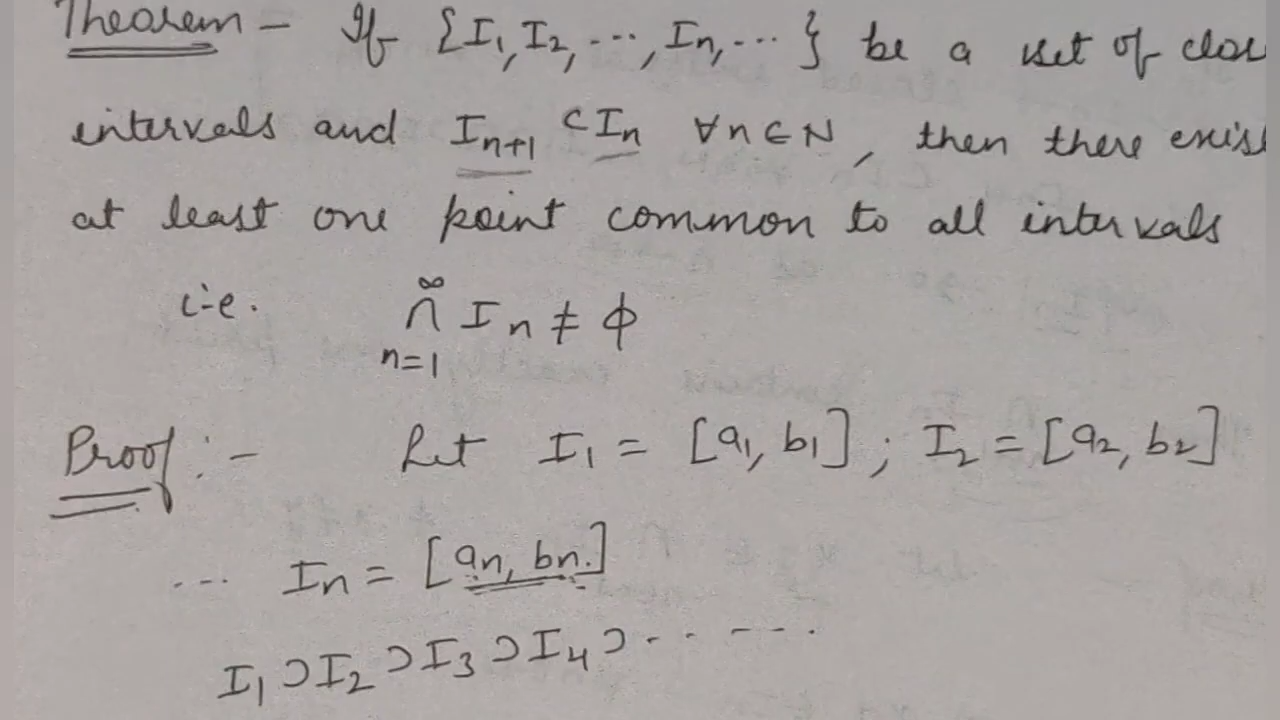 Theorem - If {I₁, I₂, ..., Iₙ, ...} be a set of clos
intervals and Iₙ₊₁ ⊂ Iₙ ∀n∈N, then there exis
at least one point common to all intervals
i.e. ∞∩n=1 Iₙ ≠ ϕ
Proof :- Let I₁ = [a₁, b₁] ; I₂ = [a₂, b₂]
... Iₙ = [aₙ, bₙ.]
I₁ ⊃ I₂ ⊃ I₃ ⊃ I₄ ⊃ .. ....